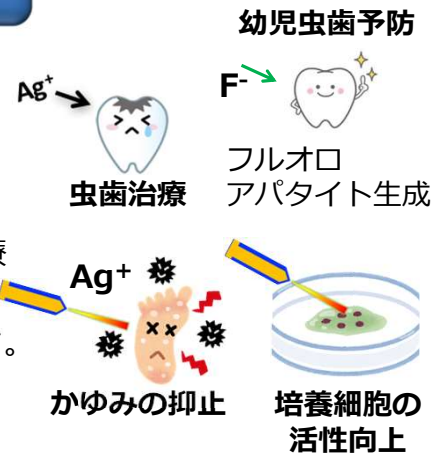 幼児虫歯予防
Ag⁺
F⁻
フルオロ
アパタイト生成
虫歯治療
療
Ag⁺
。
かゆみの抑止
培養細胞の
活性向上